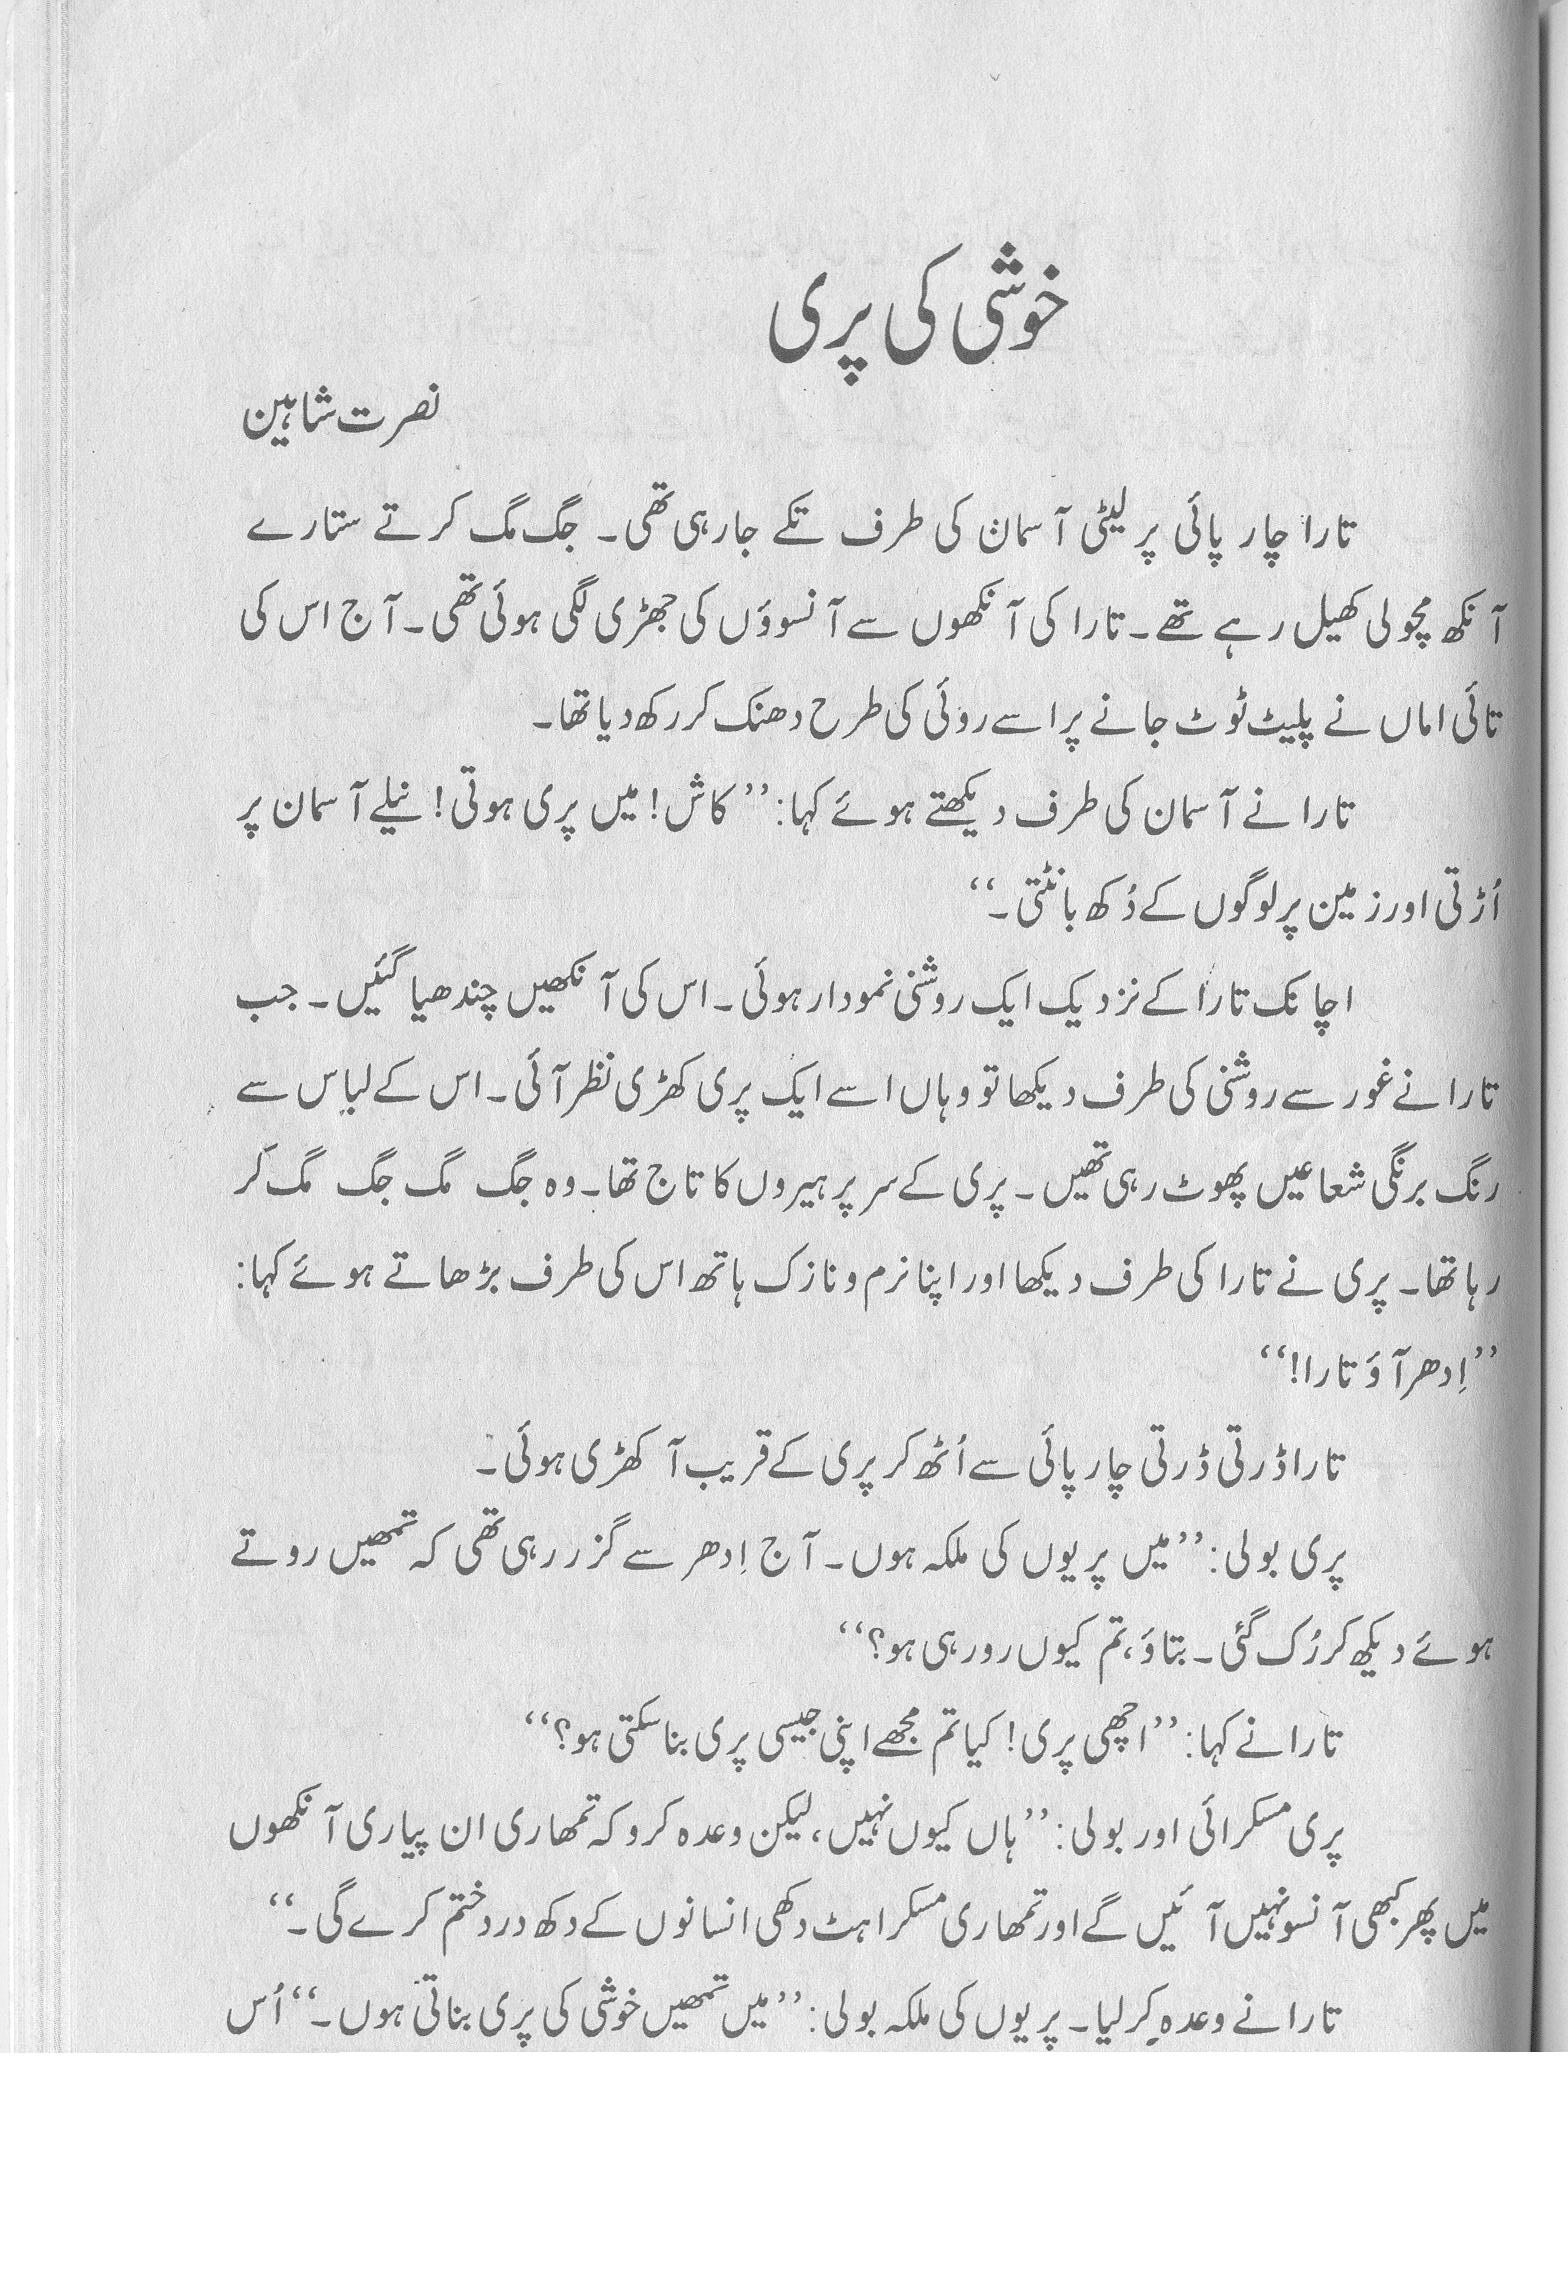 خوشی کی پری
نصرت شاہین
تارا چار پائی پر لیٹی آسمان کی طرف تکے جا رہی تھی۔ جگ مگ کرتے ستارے
آنکھ مچولی کھیل رہے تھے۔ تارا کی آنکھوں سے آنسووَں کی جھڑی لگی ہوئی تھی۔ آج اس کی
تائی اماں نے پلیٹ ٹوٹ جانے پر اسے روئی کی طرح دھنک کر رکھ دیا تھا۔
تارا نے آسمان کی طرف دیکھتے ہوئے کہا: ’’کاش! میں پری ہوتی! نیلے آسمان پر
اُڑتی اور زمین پر لوگوں کے دُکھ بانٹتی۔‘‘
اچانک تارا کے نزدیک ایک روشنی نمودار ہوئی۔ اس کی آنکھیں چندھیا گئیں۔ جب
تارا نے غور سے روشنی کی طرف دیکھا تو وہاں اسے ایک پری کھڑی نظر آئی۔ اس کے لباس سے
رنگ برنگی شعاعیں پھوٹ رہی تھیں۔ پری کے سر پر ہیروں کا تاج تھا۔ وہ جگ مگ جگ مگ کر
رہا تھا۔ پری نے تارا کی طرف دیکھا اور اپنا نرم و نازک ہاتھ اس کی طرف بڑھاتے ہوئے کہا:
’’اِدھر آوَ تارا!‘‘
تارا ڈرتی ڈرتی چار پائی سے اُٹھ کر پری کے قریب آ کھڑی ہوئی۔
پری بولی: ’’میں پریوں کی ملکہ ہوں۔ آج اِدھر سے گزر رہی تھی کہ تمھیں روتے
ہوئے دیکھ کر رُک گئی۔ بتاوَ، تم کیوں رو رہی ہو؟‘‘
تارا نے کہا: ’’اچھی پری! کیا تم مجھے اپنی جیسی پری بنا سکتی ہو؟‘‘
پری مسکرائی اور بولی: ’’ہاں کیوں نہیں، لیکن وعدہ کرو کہ تمھاری ان پیاری آنکھوں
میں پھر کبھی آنسو نہیں آئیں گے اور تمھاری مسکراہٹ دکھی انسانوں کے دکھ درد ختم کرے گی۔‘‘
تارا نے وعدہ کر لیا۔ پریوں کی ملکہ بولی: ’’میں تمھیں خوشی کی پری بناتی ہوں۔‘‘ اُس